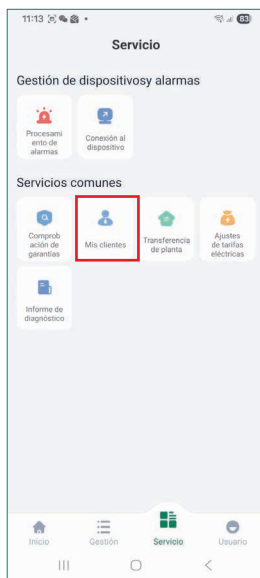 11:13
83
Servicio
Gestión de dispositivosy alarmas
Procesami
ento de
alarmas
Conexión al
dispositivo
Servicios comunes
Comprob
ación de
garantías
Mis clientes
Transferencia
de planta
Ajustes
de tarifas
eléctricas
Informe de
diagnóstico
Inicio
Gestión
Servicio
Usuario